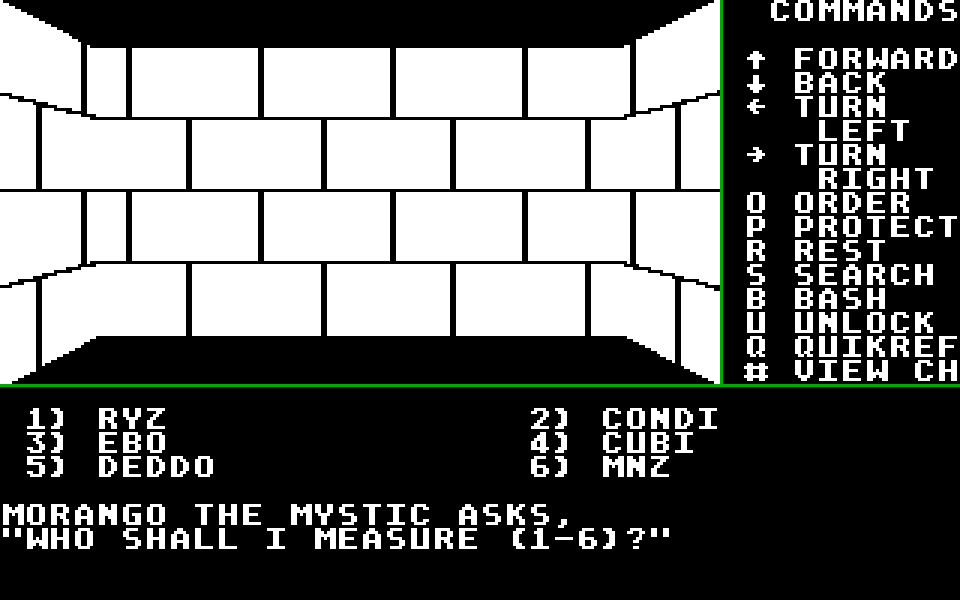 COMMANDS
↑ FORWARD
↓ BACK
← TURN
LEFT
→ TURN
RIGHT
O ORDER
P PROTECT
R REST
S SEARCH
B BASH
U UNLOCK
Q QUIKREF
# VIEW CH
1) RYZ 2) CONDI
3) EBO 4) CUBI
5) DEDDO 6) MNZ
MORANGO THE MYSTIC ASKS,
"WHO SHALL I MEASURE (1-6)?"